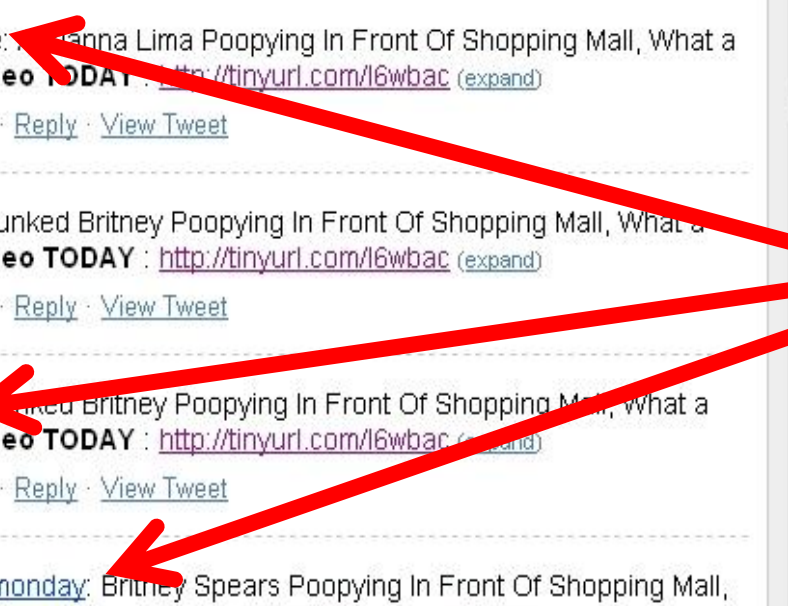 Lima Poopying In Front Of Shopping Mall, What a
eo TODAY : http://tinyurl.com/l6wbac (expand)
· Reply · View Tweet
unked Britney Poopying In Front Of Shopping Mall, What a
eo TODAY : http://tinyurl.com/l6wbac (expand)
· Reply · View Tweet
Britney Poopying In Front Of Shopping Mall, What a
eo TODAY : http://tinyurl.com/l6wbac (expand)
· Reply · View Tweet
monday: Britney Spears Poopying In Front Of Shopping Mall,